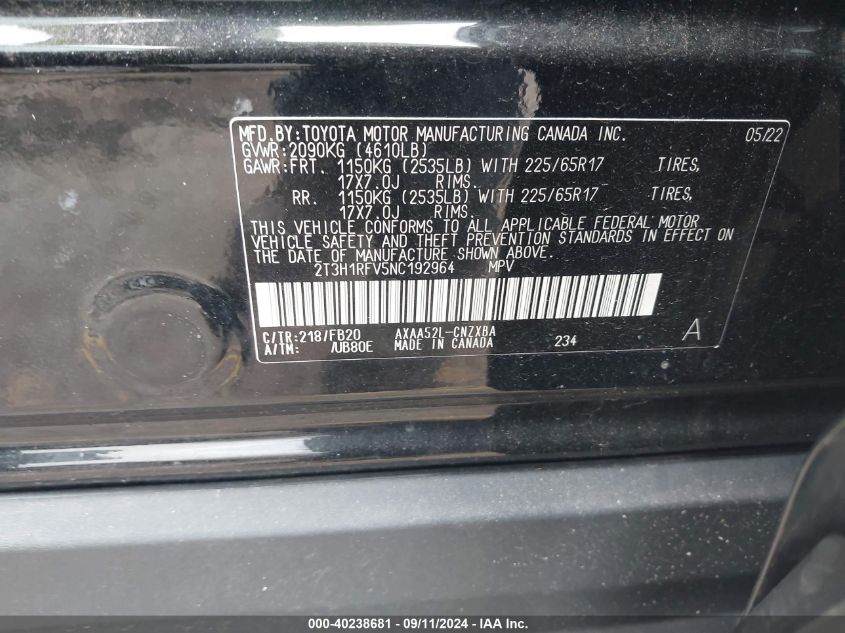 MFD.BY:TOYOTA MOTOR MANUFACTURING CANADA INC. 05/22
GVWR:2090KG (4610LB)
GAWR:FRT. 1150KG (2535LB) WITH 225/65R17 TIRES,
17X7.0J RIMS.
RR. 1150KG (2535LB) WITH 225/65R17 TIRES,
17X7.0J RIMS.
THIS VEHICLE CONFORMS TO ALL APPLICABLE FEDERAL MOTOR
VEHICLE SAFETY AND THEFT PREVENTION STANDARDS IN EFFECT ON
THE DATE OF MANUFACTURE SHOWN ABOVE.
2T3H1RFV5NC192964 MPV
C/TR:218/FB20 AXAA52L-CNZXBA A
A/TM: /UB80E MADE IN CANADA 234
000-40238681 - 09/11/2024 - IAA Inc.